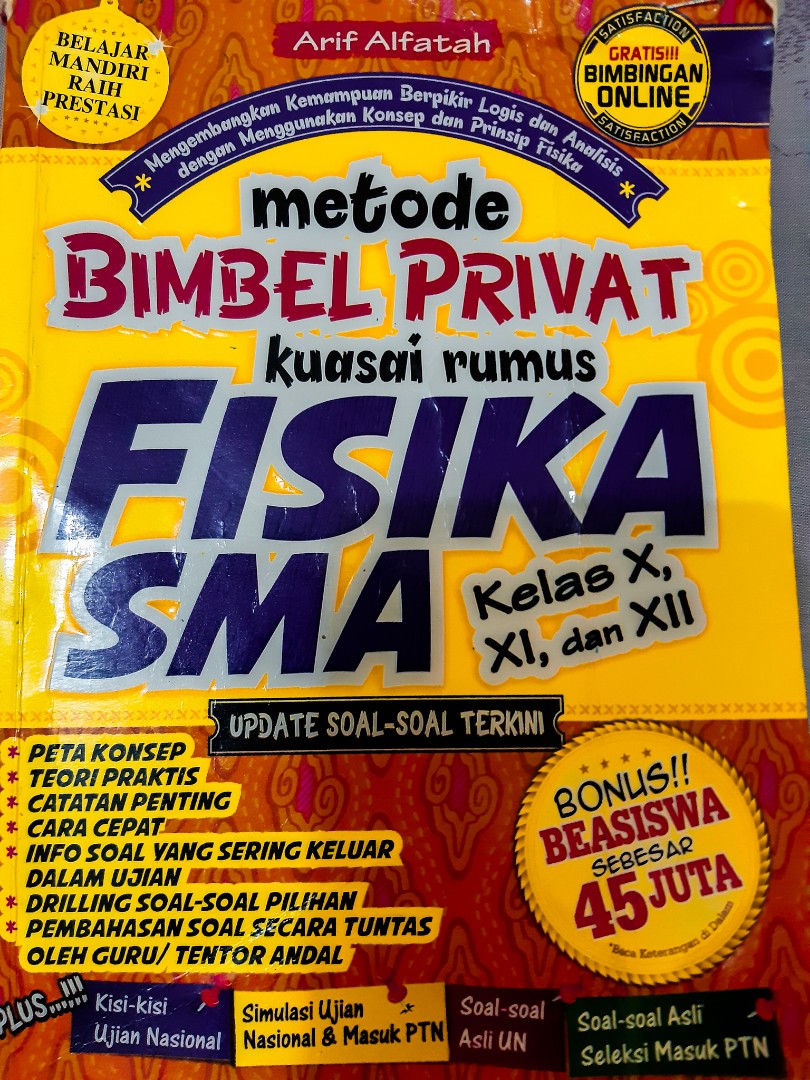 Arif Alfatah
BELAJAR
MANDIRI
RAIH
PRESTASI
SATISFACTION
GRATIS!!!
BIMBINGAN
ONLINE
SATISFACTION
Mengembangkan Kemampuan Berpikir Logis dan Analisis
dengan Menggunakan Konsep dan Prinsip Fisika
metode
BIMBEL PRIVAT
kuasai rumus
FISIKA
SMA
Kelas X,
XI, dan XII
UPDATE SOAL-SOAL TERKINI
* PETA KONSEP
* TEORI PRAKTIS
* CATATAN PENTING
* CARA CEPAT
* INFO SOAL YANG SERING KELUAR
DALAM UJIAN
* DRILLING SOAL-SOAL PILIHAN
* PEMBAHASAN SOAL SECARA TUNTAS
OLEH GURU/ TENTOR ANDAL
BONUS!!
BEASISWA
SEBESAR
45 JUTA
*Baca Keterangan di Dalam
PLUS...!!!
Kisi-kisi
Ujian Nasional
Simulasi Ujian
Nasional & Masuk PTN
Soal-soal
Asli UN
Soal-soal Asli
Seleksi Masuk PTN